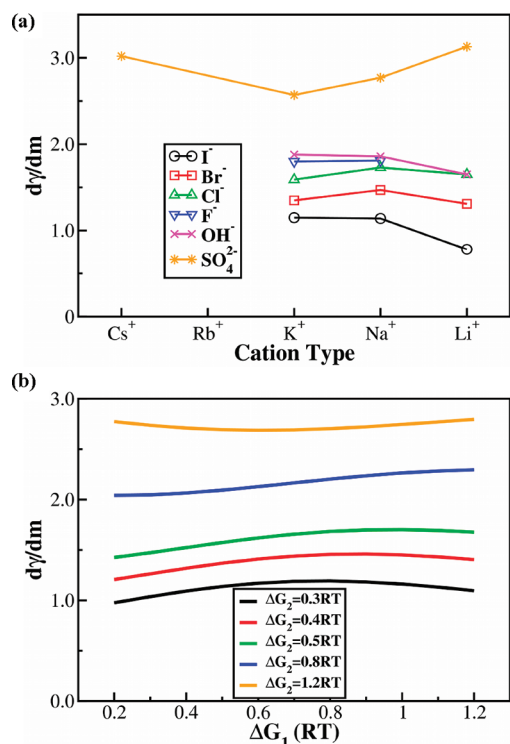 (a)
3.0
2.0
1.0
0
dγ/dm
I⁻
Br⁻
Cl⁻
F⁻
OH⁻
SO₄²⁻
Cs⁺ Rb⁺ K⁺ Na⁺ Li⁺
Cation Type
(b)
3.0
2.0
1.0
0.0
dγ/dm
ΔG₂=0.3RT
ΔG₂=0.4RT
ΔG₂=0.5RT
ΔG₂=0.8RT
ΔG₂=1.2RT
0.2 0.4 0.6 0.8 1 1.2
ΔG₁ (RT)